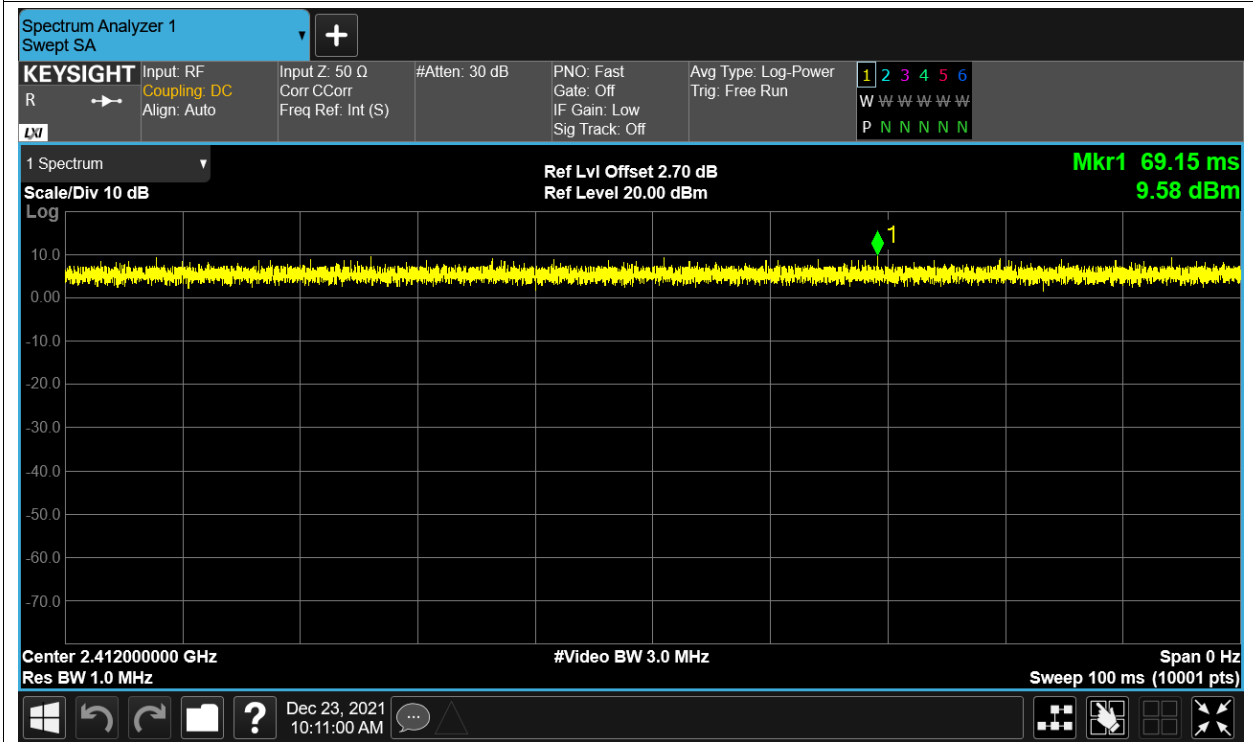 Spectrum Analyzer 1
Swept SA
KEYSIGHT
R
LXI
Input: RF
Coupling: DC
Align: Auto
Input Z: 50 Ω
Corr CCorr
Freq Ref: Int (S)
#Atten: 30 dB
PNO: Fast
Gate: Off
IF Gain: Low
Sig Track: Off
Avg Type: Log-Power
Trig: Free Run
1 2 3 4 5 6
W W W W W W
P N N N N N
1 Spectrum
Scale/Div 10 dB
Ref Lvl Offset 2.70 dB
Ref Level 20.00 dBm
Mkr1 69.15 ms
9.58 dBm
Log
1
10.0
0.00
-10.0
-20.0
-30.0
-40.0
-50.0
-60.0
-70.0
Center 2.412000000 GHz
Res BW 1.0 MHz
#Video BW 3.0 MHz
Span 0 Hz
Sweep 100 ms (10001 pts)
?
Dec 23, 2021
10:11:00 AM